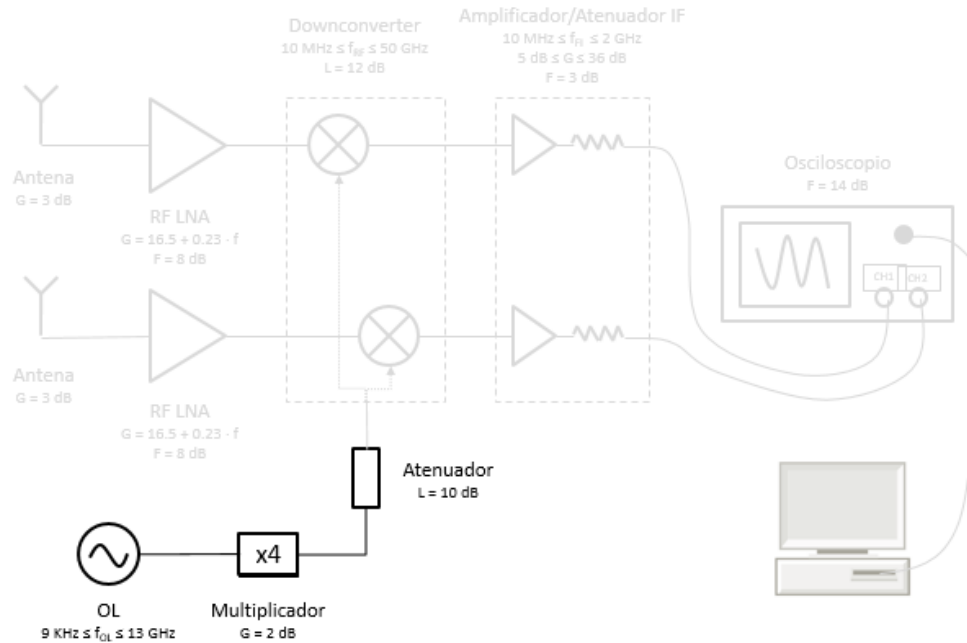 Downconverter
10 MHz ≤ fRF ≤ 50 GHz
L = 12 dB
Amplificador/Atenuador IF
10 MHz ≤ fFI ≤ 2 GHz
5 dB ≤ G ≤ 36 dB
F = 3 dB
Antena
G = 3 dB
RF LNA
G = 16.5 + 0.23 · f
F = 8 dB
Osciloscopio
F = 14 dB
CH1
CH2
Antena
G = 3 dB
RF LNA
G = 16.5 + 0.23 · f
F = 8 dB
Atenuador
L = 10 dB
x4
OL
9 KHz ≤ fOL ≤ 13 GHz
Multiplicador
G = 2 dB